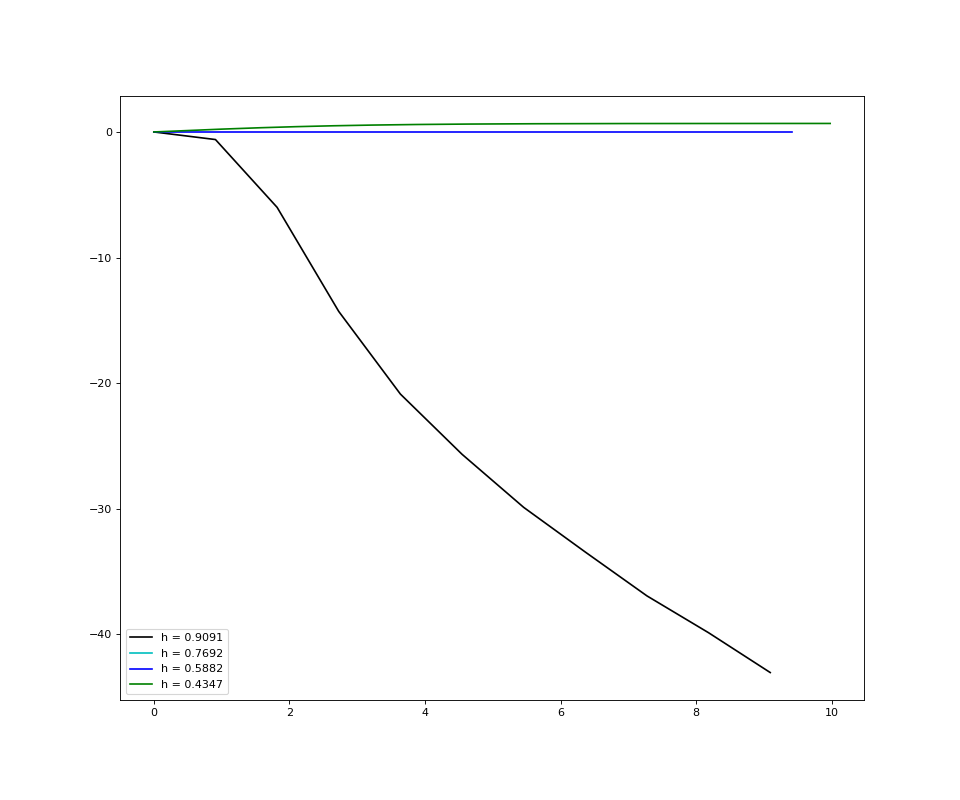 0
−10
−20
−30
−40
h = 0.9091
h = 0.7692
h = 0.5882
h = 0.4347
0 2 4 6 8 10